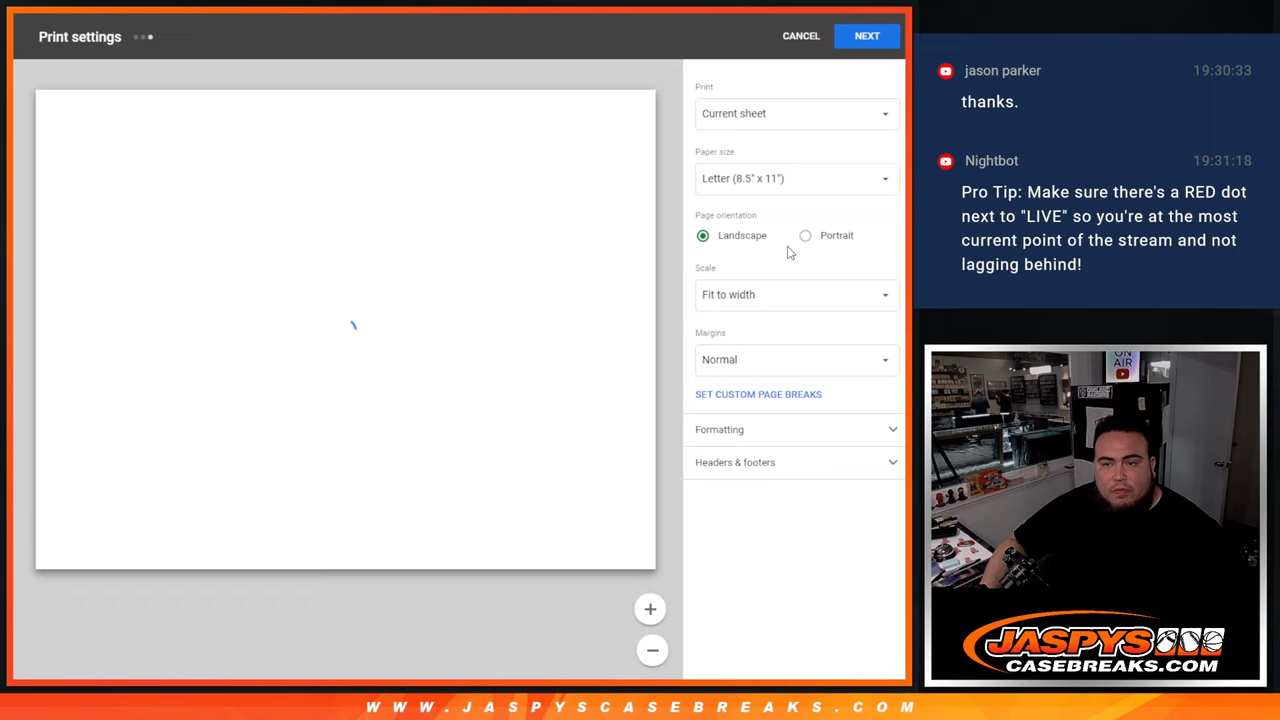 Print settings
CANCEL
NEXT
Print
Current sheet
Paper size
Letter (8.5" x 11")
Page orientation
Landscape
Portrait
Scale
Fit to width
Margins
Normal
SET CUSTOM PAGE BREAKS
Formatting
Headers & footers
jason parker 19:30:33
thanks.
Nightbot 19:31:18
Pro Tip: Make sure there's a RED dot
next to "LIVE" so you're at the most
current point of the stream and not
lagging behind!
ON
AIR
JASPYS
CASEBREAKS.COM
WWW.JASPYSCASEBREAKS.COM